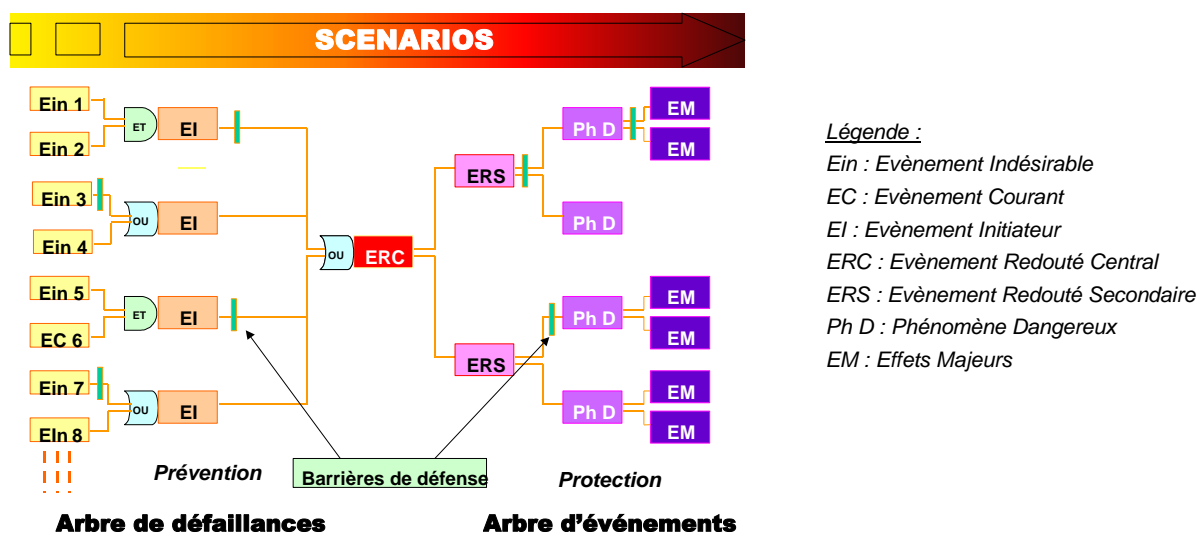 SCENARIOS
Ein 1
Ein 2
ET
EI
Ein 3
Ein 4
OU
EI
Ein 5
EC 6
ET
EI
Ein 7
EIn 8
OU
EI
OU
ERC
ERS
Ph D
EM
EM
Ph D
ERS
Ph D
EM
EM
Ph D
EM
EM
Prévention
Barrières de défense
Protection
Arbre de défaillances
Arbre d’événements
Légende :
Ein : Evènement Indésirable
EC : Evènement Courant
EI : Evènement Initiateur
ERC : Evènement Redouté Central
ERS : Evènement Redouté Secondaire
Ph D : Phénomène Dangereux
EM : Effets Majeurs